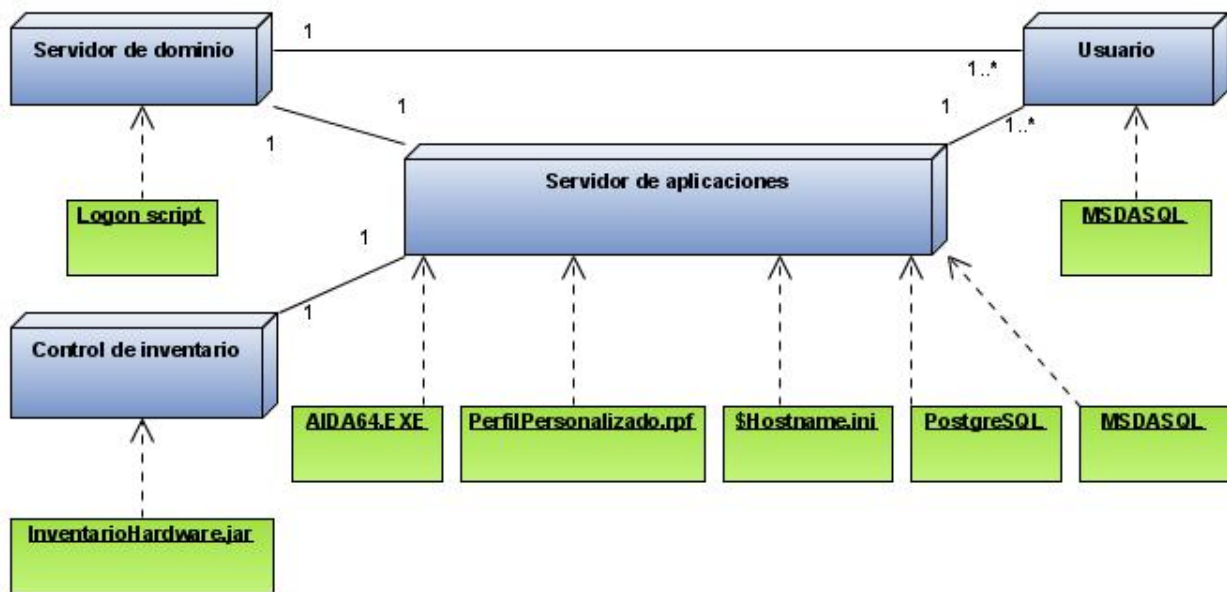 Servidor de dominio
1
1..*
Usuario
1
1
1
1..*
Servidor de aplicaciones
Logon script
MSDASQL
1
1
Control de inventario
AIDA64.EXE
PerfilPersonalizado.rpf
$Hostname.ini
PostgreSQL
MSDASQL
InventarioHardware.jar